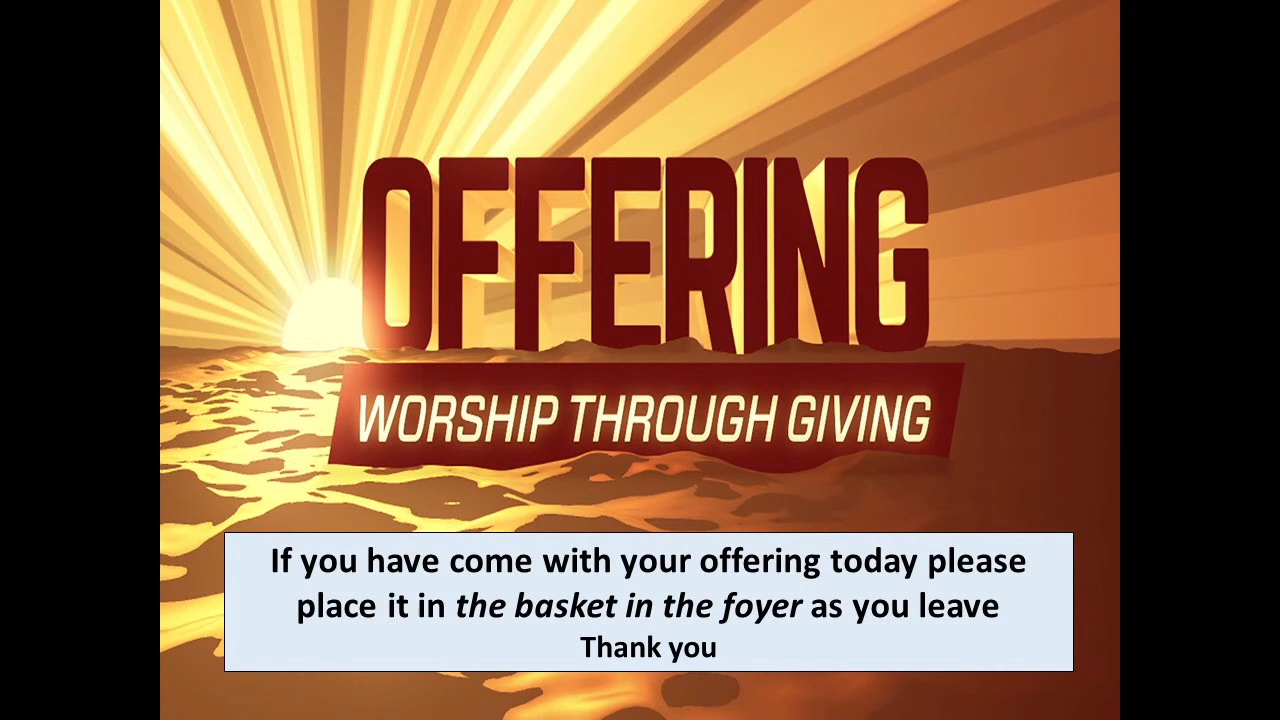 OFFERING
WORSHIP THROUGH GIVING
If you have come with your offering today please
place it in the basket in the foyer as you leave
Thank you